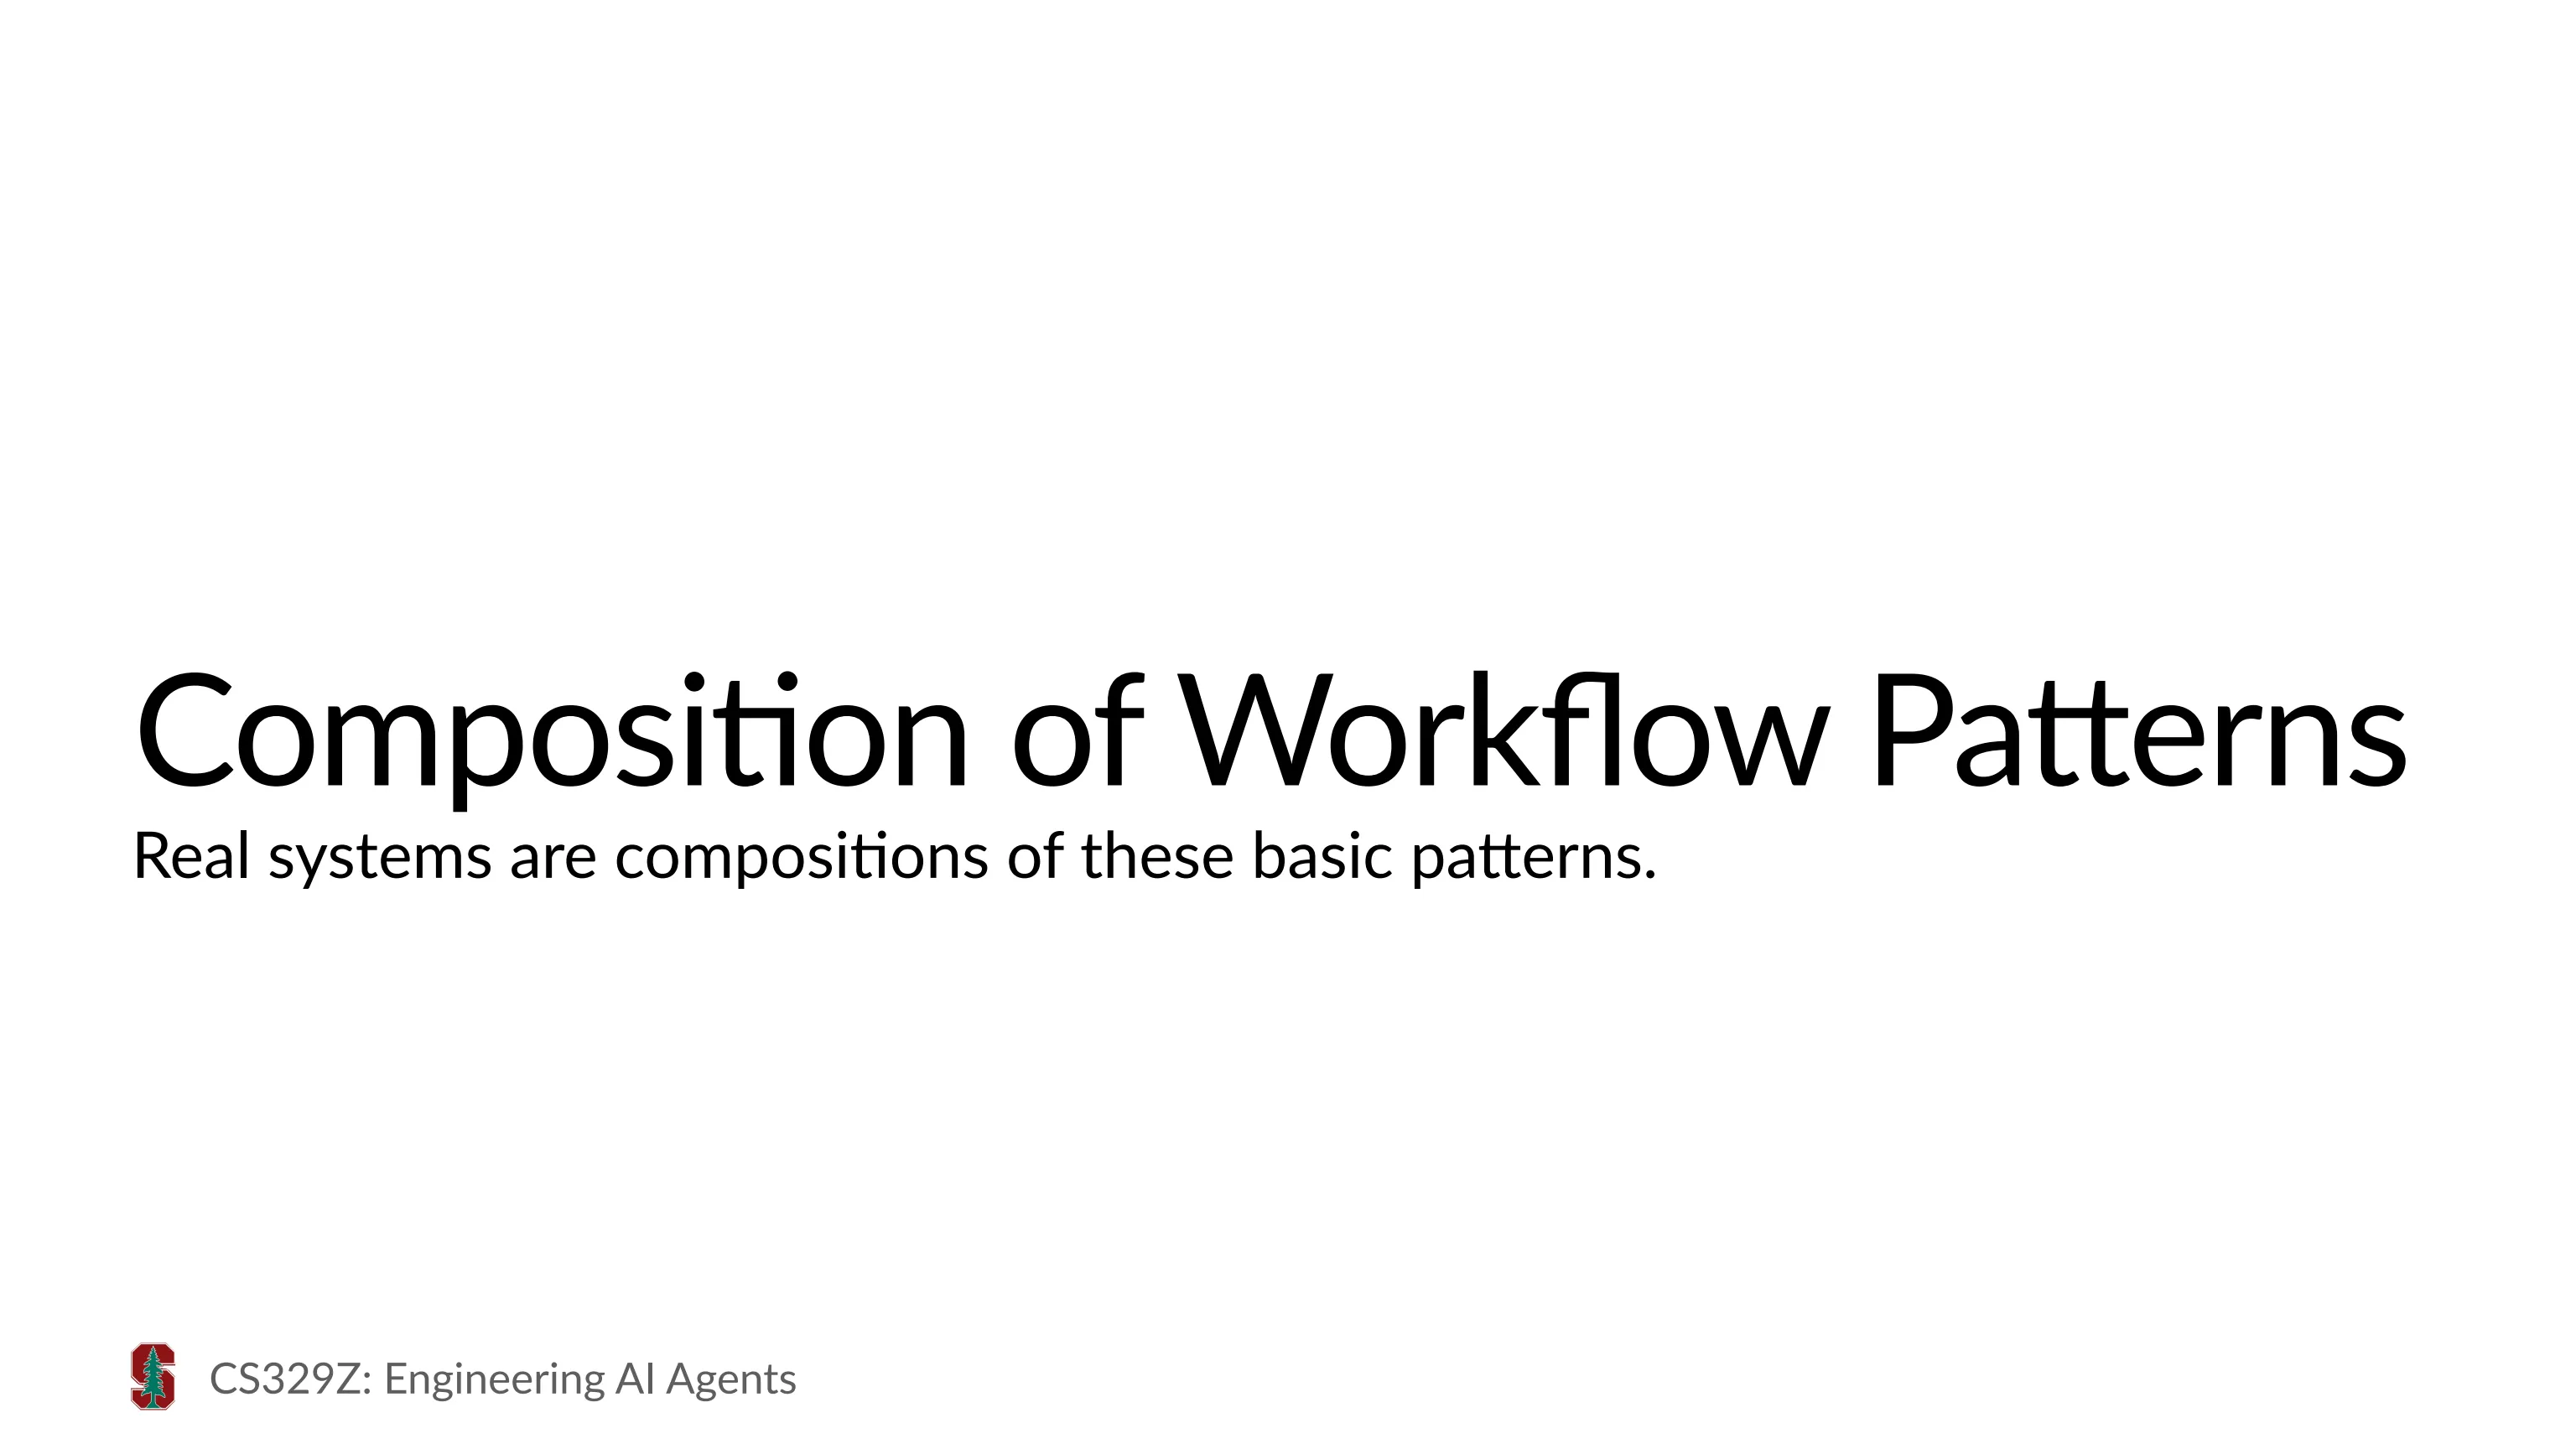 Composition of Workflow Patterns
Real systems are compositions of these basic patterns.
CS329Z: Engineering AI Agents